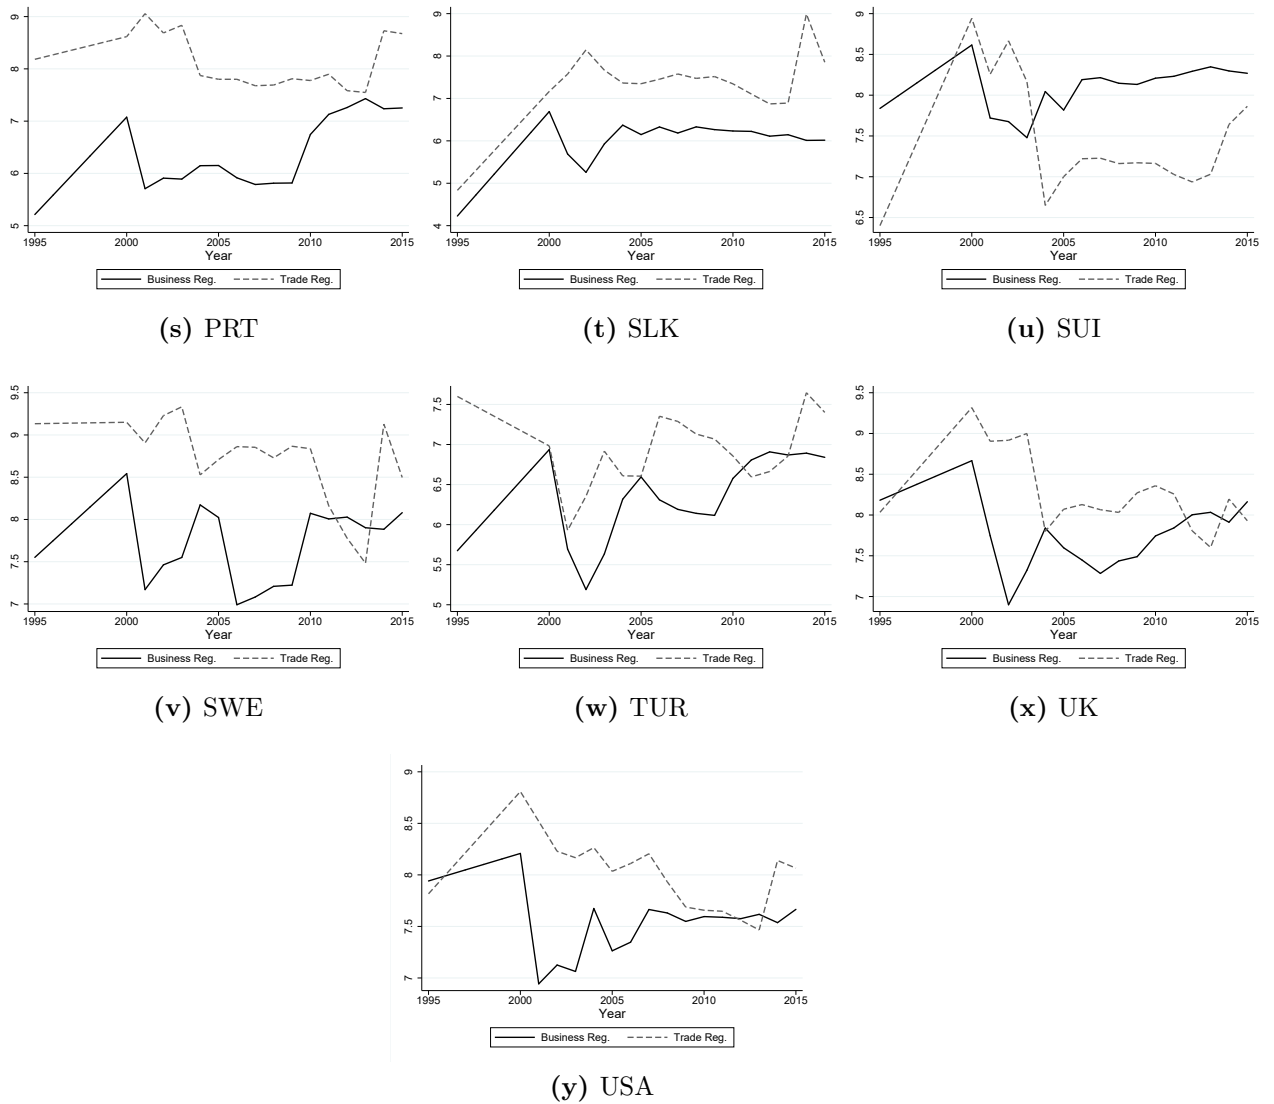 9
8
7
6
5
1995 2000 2005 2010 2015
Year
Business Reg. Trade Reg.
(s) PRT
9
8
7
6
5
4
1995 2000 2005 2010 2015
Year
Business Reg. Trade Reg.
(t) SLK
9
8.5
8
7.5
7
6.5
1995 2000 2005 2010 2015
Year
Business Reg. Trade Reg.
(u) SUI
9.5
9
8.5
8
7.5
7
1995 2000 2005 2010 2015
Year
Business Reg. Trade Reg.
(v) SWE
7.5
7
6.5
6
5.5
5
1995 2000 2005 2010 2015
Year
Business Reg. Trade Reg.
(w) TUR
9.5
9
8.5
8
7.5
7
1995 2000 2005 2010 2015
Year
Business Reg. Trade Reg.
(x) UK
9
8.5
8
7.5
7
1995 2000 2005 2010 2015
Year
Business Reg. Trade Reg.
(y) USA